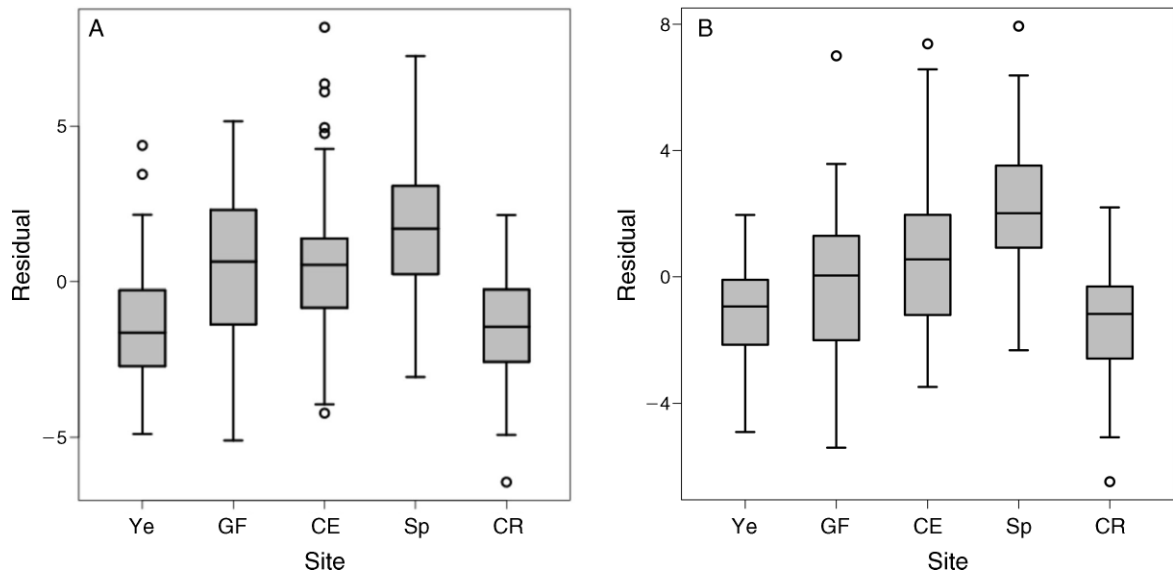 A
Residual
5
0
−5
Ye GF CE Sp CR
Site
B
Residual
8
4
0
−4
Ye GF CE Sp CR
Site